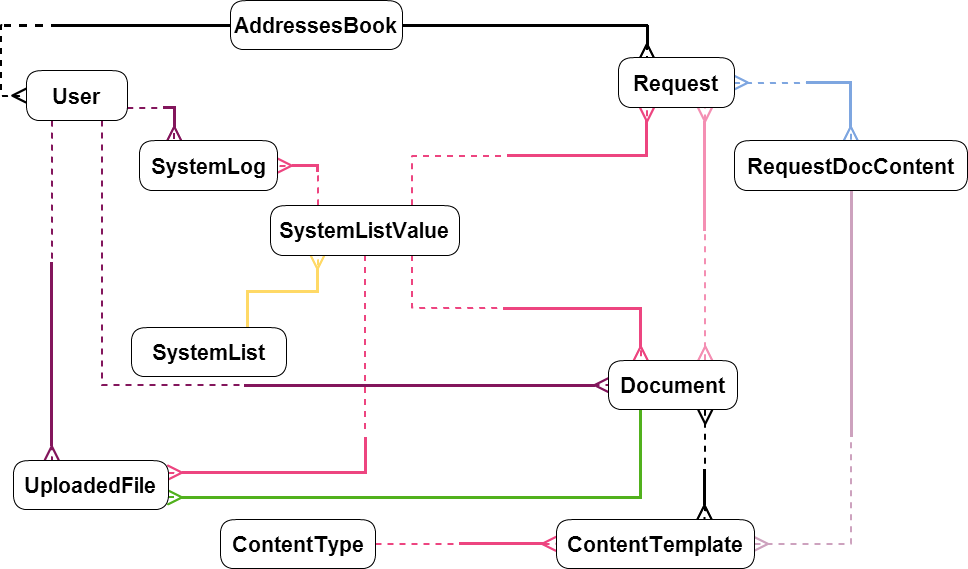 AddressesBook
Request
User
SystemLog
RequestDocContent
SystemListValue
SystemList
Document
UploadedFile
ContentType
ContentTemplate